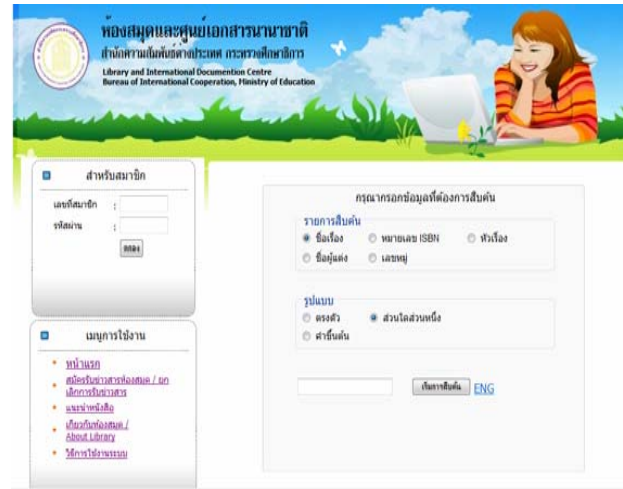 ห้องสมุดและศูนย์เอกสารนานาชาติ
สำนักความสัมพันธ์ต่างประเทศ กระทรวงศึกษาธิการ
Library and International Documention Centre
Bureau of International Cooperation, Ministry of Education
สำหรับสมาชิก
เลขที่สมาชิก :
รหัสผ่าน :
ตกลง
เมนูการใช้งาน
หน้าแรก
สมัครรับข่าวสารห้องสมุด / ยก
เลิกการรับข่าวสาร
แนะนำหนังสือ
เกี่ยวกับห้องสมุด /
About Library
วิธีการใช้งานระบบ
กรุณากรอกข้อมูลที่ต้องการสืบค้น
รายการสืบค้น
ชื่อเรื่อง หมายเลข ISBN หัวเรื่อง
ชื่อผู้แต่ง เลขหมู่
รูปแบบ
ตรงตัว ส่วนใดส่วนหนึ่ง
คำขึ้นต้น
เริ่มการสืบค้น ENG